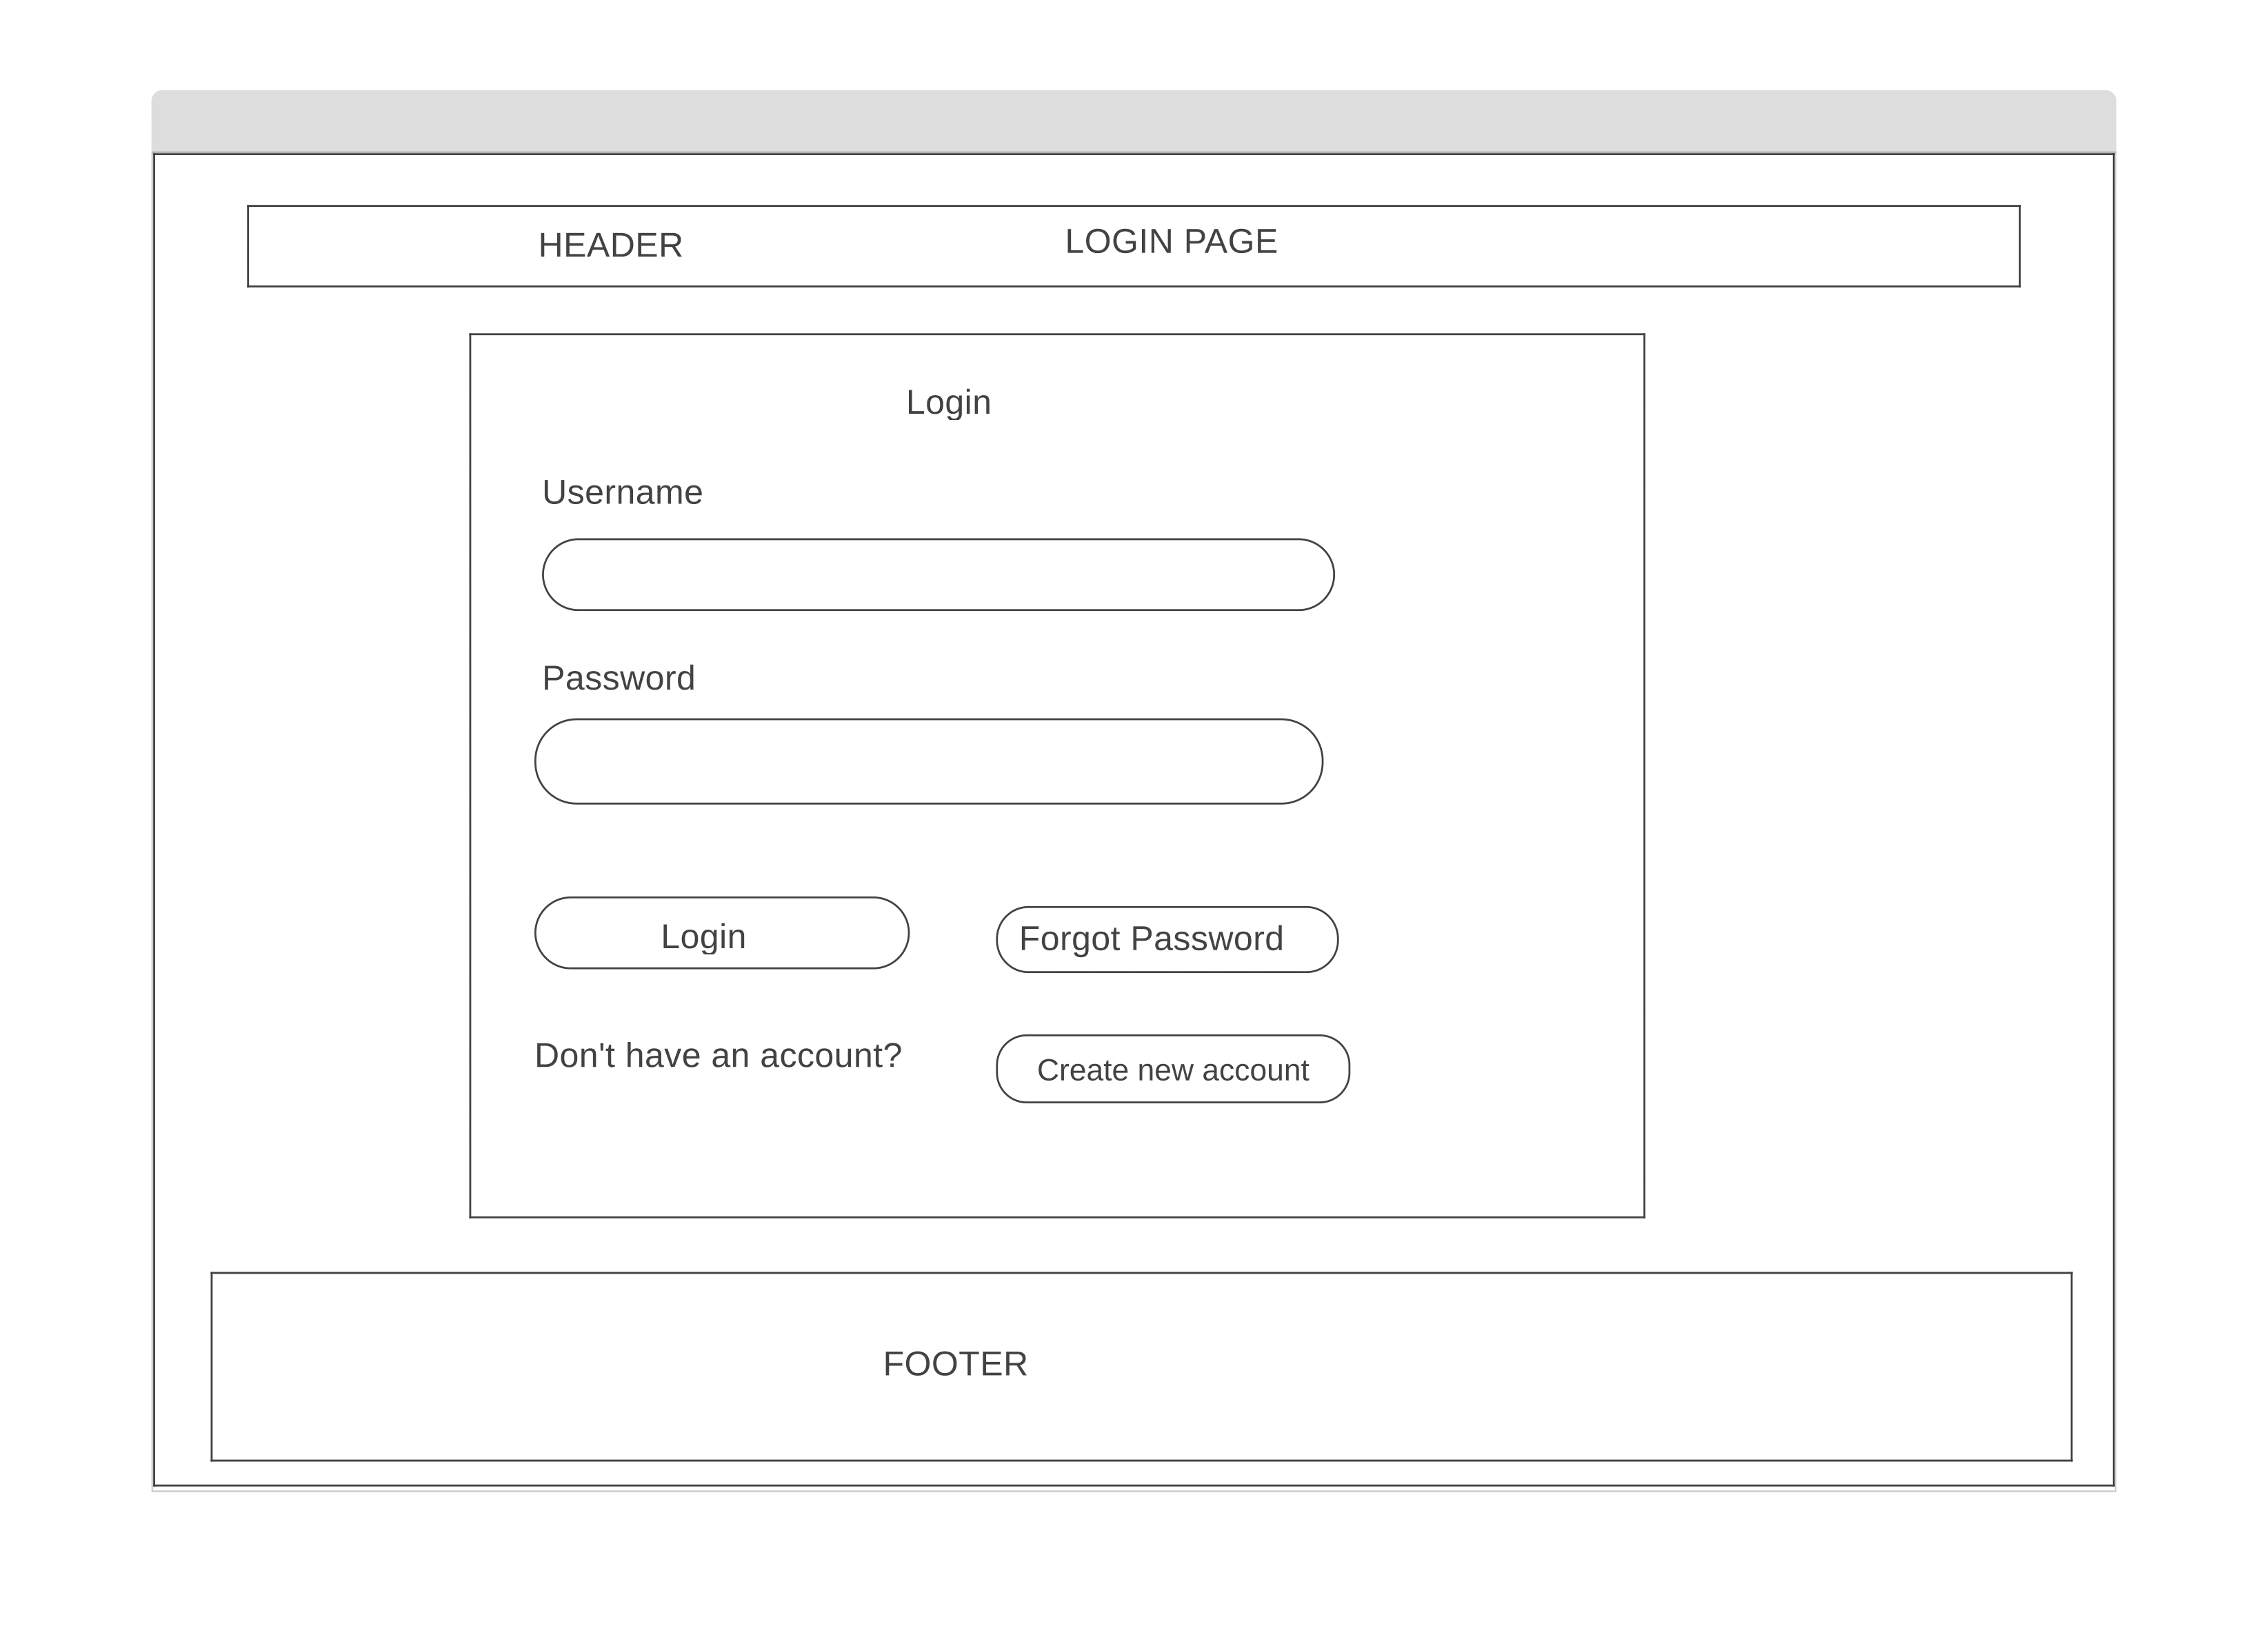 HEADER
LOGIN PAGE
Login
Username
Password
Login
Forgot Password
Don't have an account?
Create new account
FOOTER